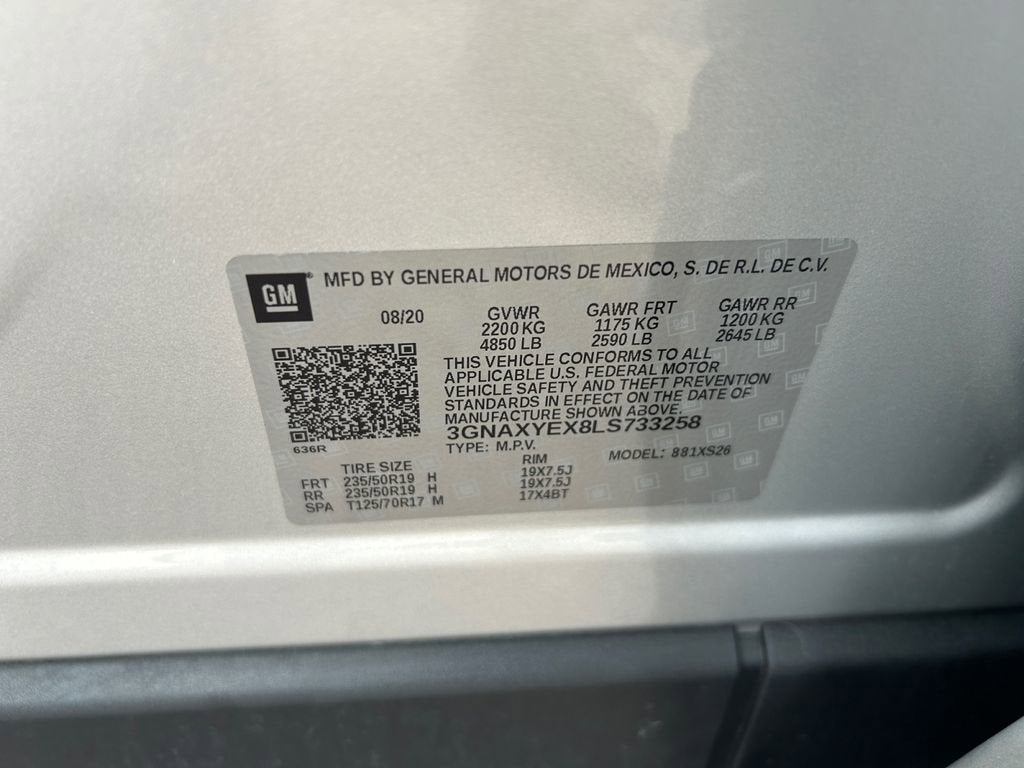 GM® MFD BY GENERAL MOTORS DE MEXICO, S. DE R.L. DE C.V.
08/20 GVWR GAWR FRT GAWR RR
2200 KG 1175 KG 1200 KG
4850 LB 2590 LB 2645 LB
THIS VEHICLE CONFORMS TO ALL
APPLICABLE U.S. FEDERAL MOTOR
VEHICLE SAFETY AND THEFT PREVENTION
STANDARDS IN EFFECT ON THE DATE OF
MANUFACTURE SHOWN ABOVE.
3GNAXYEX8LS733258
636R TYPE: M.P.V. MODEL: 881XS26
TIRE SIZE RIM
FRT 235/50R19 H 19X7.5J
RR 235/50R19 H 19X7.5J
SPA T125/70R17 M 17X4BT